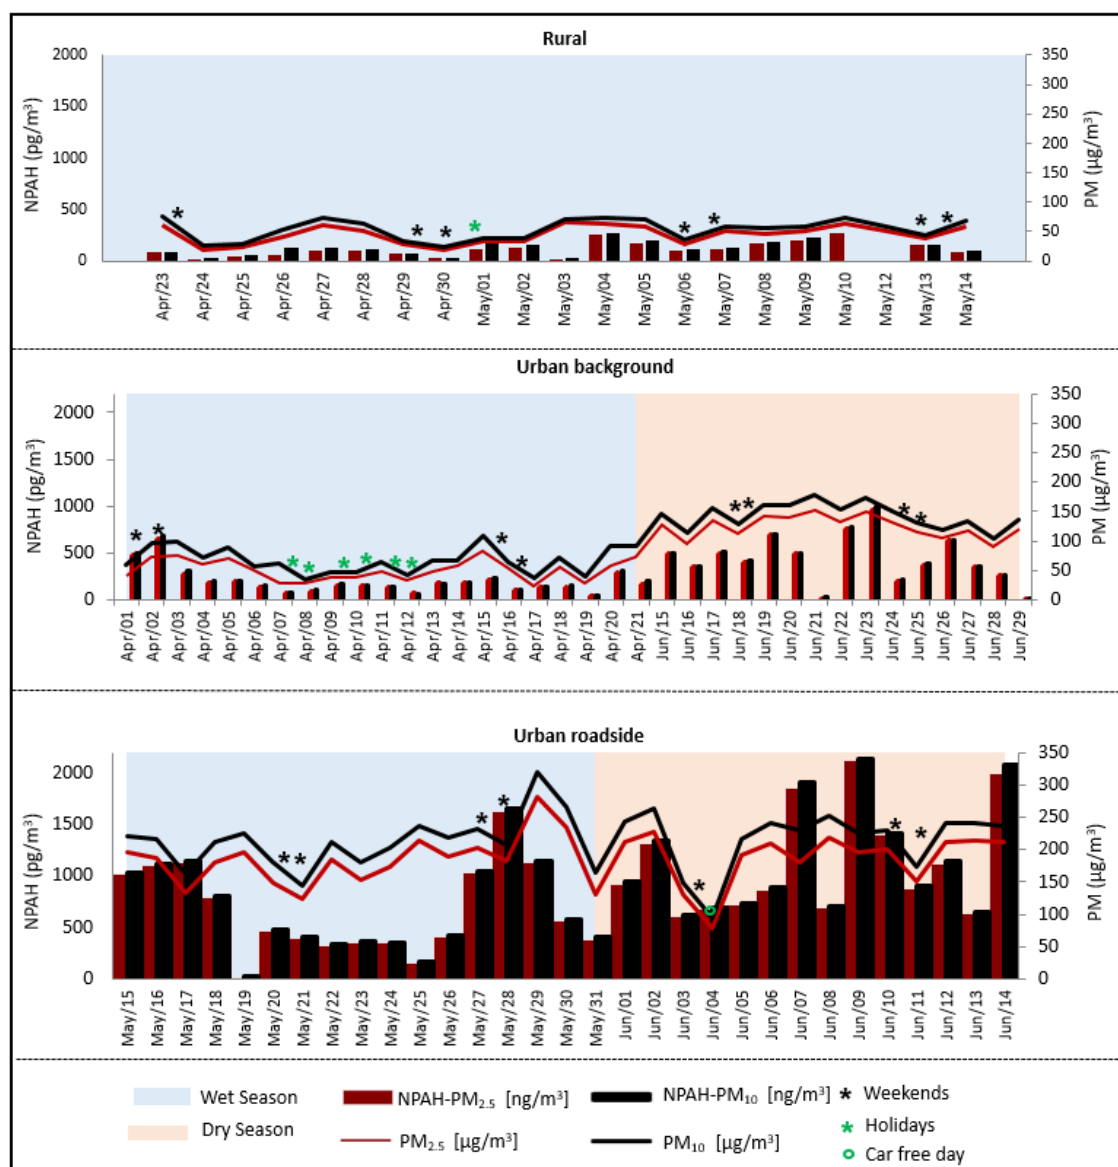 Rural
NPAH (pg/m³)
2000
1500
1000
500
0
350
300
250
200
150
100
50
0
PM (µg/m³)
* * * * * * * *
Apr/23 Apr/24 Apr/25 Apr/26 Apr/27 Apr/28 Apr/29 Apr/30 May/01 May/02 May/03 May/04 May/05 May/06 May/07 May/08 May/09 May/10 May/12 May/13 May/14
Urban background
NPAH (pg/m³)
2000
1500
1000
500
0
350
300
250
200
150
100
50
0
PM (µg/m³)
* * * * * * * * * * * * * *
Apr/01 Apr/02 Apr/03 Apr/04 Apr/05 Apr/06 Apr/07 Apr/08 Apr/09 Apr/10 Apr/11 Apr/12 Apr/13 Apr/14 Apr/15 Apr/16 Apr/17 Apr/18 Apr/19 Apr/20 Apr/21 Jun/15 Jun/16 Jun/17 Jun/18 Jun/19 Jun/20 Jun/21 Jun/22 Jun/23 Jun/24 Jun/25 Jun/26 Jun/27 Jun/28 Jun/29
Urban roadside
NPAH (pg/m³)
2000
1500
1000
500
0
350
300
250
200
150
100
50
0
PM (µg/m³)
* * * * * * *
May/15 May/16 May/17 May/18 May/19 May/20 May/21 May/22 May/23 May/24 May/25 May/26 May/27 May/28 May/29 May/30 May/31 Jun/01 Jun/02 Jun/03 Jun/04 Jun/05 Jun/06 Jun/07 Jun/08 Jun/09 Jun/10 Jun/11 Jun/12 Jun/13 Jun/14
Wet Season NPAH-PM₂.₅ [ng/m³] NPAH-PM₁₀ [ng/m³] * Weekends
* Holidays
Dry Season PM₂.₅ [µg/m³] PM₁₀ [µg/m³] Car free day